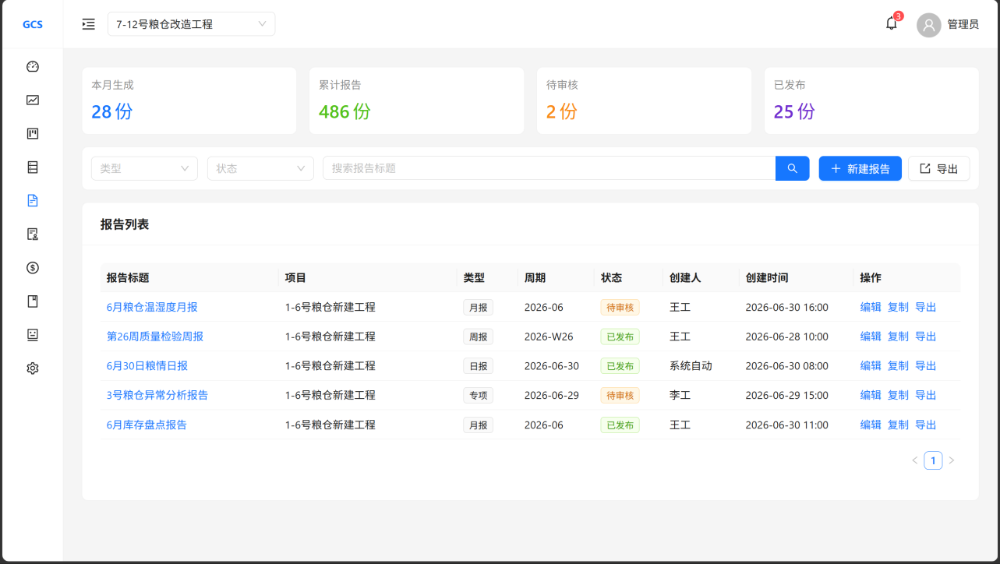 GCS
7-12号粮仓改造工程
3
管理员
本月生成
28 份
累计报告
486 份
待审核
2 份
已发布
25 份
类型
状态
搜索报告标题
新建报告
导出
报告列表
报告标题 项目 类型 周期 状态 创建人 创建时间 操作
6月粮仓温湿度月报 1-6号粮仓新建工程 月报 2026-06 待审核 王工 2026-06-30 16:00 编辑 复制 导出
第26周质量检验周报 1-6号粮仓新建工程 周报 2026-W26 已发布 王工 2026-06-28 10:00 编辑 复制 导出
6月30日粮情日报 1-6号粮仓新建工程 日报 2026-06-30 已发布 系统自动 2026-06-30 08:00 编辑 复制 导出
3号粮仓异常分析报告 1-6号粮仓新建工程 专项 2026-06-29 待审核 李工 2026-06-29 15:00 编辑 复制 导出
6月库存盘点报告 1-6号粮仓新建工程 月报 2026-06 已发布 王工 2026-06-30 11:00 编辑 复制 导出
1